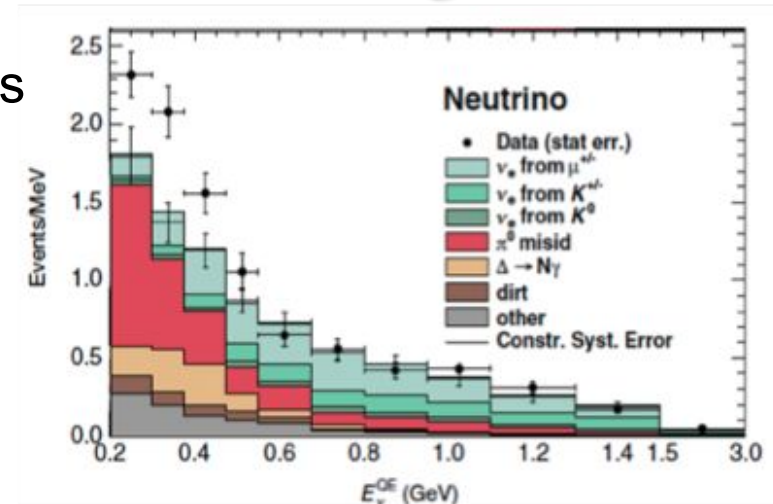 s
2.5
2.0
1.5
1.0
0.5
0.0
Events/MeV
Neutrino
Data (stat err.)
νe from μ+/-
νe from K+/-
νe from K0
π0 misid
Δ → Nγ
dirt
other
Constr. Syst. Error
0.2 0.4 0.6 0.8 1.0 1.2 1.4 1.5 3.0
EνQE (GeV)